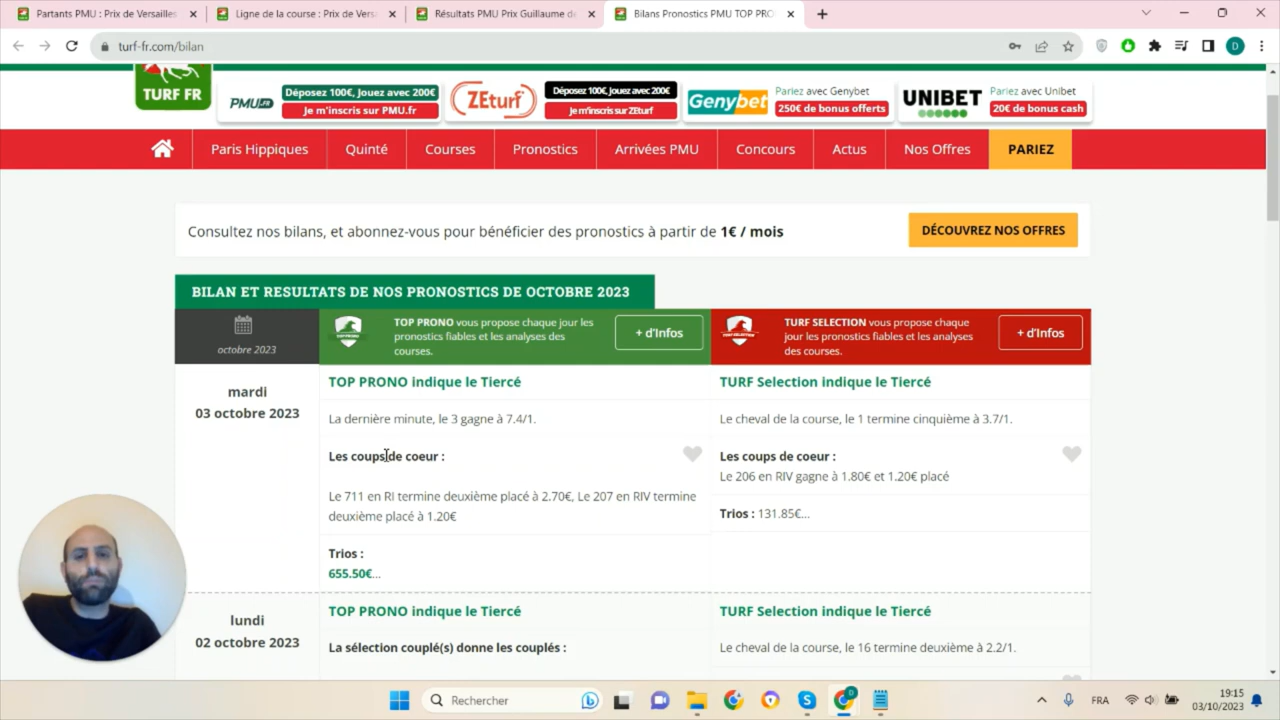 Partants PMU : Prix de Versailles
Ligne de la course : Prix de Vers
Résultats PMU Prix Guillaume d
Bilans Pronostics PMU TOP PRO
turf-fr.com/bilan
TURF FR
PMU.FR
Déposez 100€, Jouez avec 200€
Je m'inscris sur PMU.fr
ZEturf
Déposez 100€, Jouez avec 200€
Je m'inscris sur ZEturf
Genybet
Pariez avec Genybet
250€ de bonus offerts
UNIBET
Pariez avec Unibet
20€ de bonus cash
Paris Hippiques
Quinté
Courses
Pronostics
Arrivées PMU
Concours
Actus
Nos Offres
PARIEZ
Consultez nos bilans, et abonnez-vous pour bénéficier des pronostics à partir de 1€ / mois
DÉCOUVREZ NOS OFFRES
BILAN ET RESULTATS DE NOS PRONOSTICS DE OCTOBRE 2023
octobre 2023
TOP PRONO vous propose chaque jour les
pronostics fiables et les analyses des
courses.
+ d'Infos
TURF SELECTION vous propose chaque
jour les pronostics fiables et les analyses
des courses.
+ d'Infos
mardi
03 octobre 2023
TOP PRONO indique le Tiercé
La dernière minute, le 3 gagne à 7.4/1.
Les coups de coeur :
Le 711 en RI termine deuxième placé à 2.70€, Le 207 en RIV termine
deuxième placé à 1.20€
Trios :
655.50€...
TURF Selection indique le Tiercé
Le cheval de la course, le 1 termine cinquième à 3.7/1.
Les coups de coeur :
Le 206 en RIV gagne à 1.80€ et 1.20€ placé
Trios : 131.85€...
lundi
02 octobre 2023
TOP PRONO indique le Tiercé
La sélection couplé(s) donne les couplés :
TURF Selection indique le Tiercé
Le cheval de la course, le 16 termine deuxième à 2.2/1.
Rechercher
FRA
19:15
03/10/2023